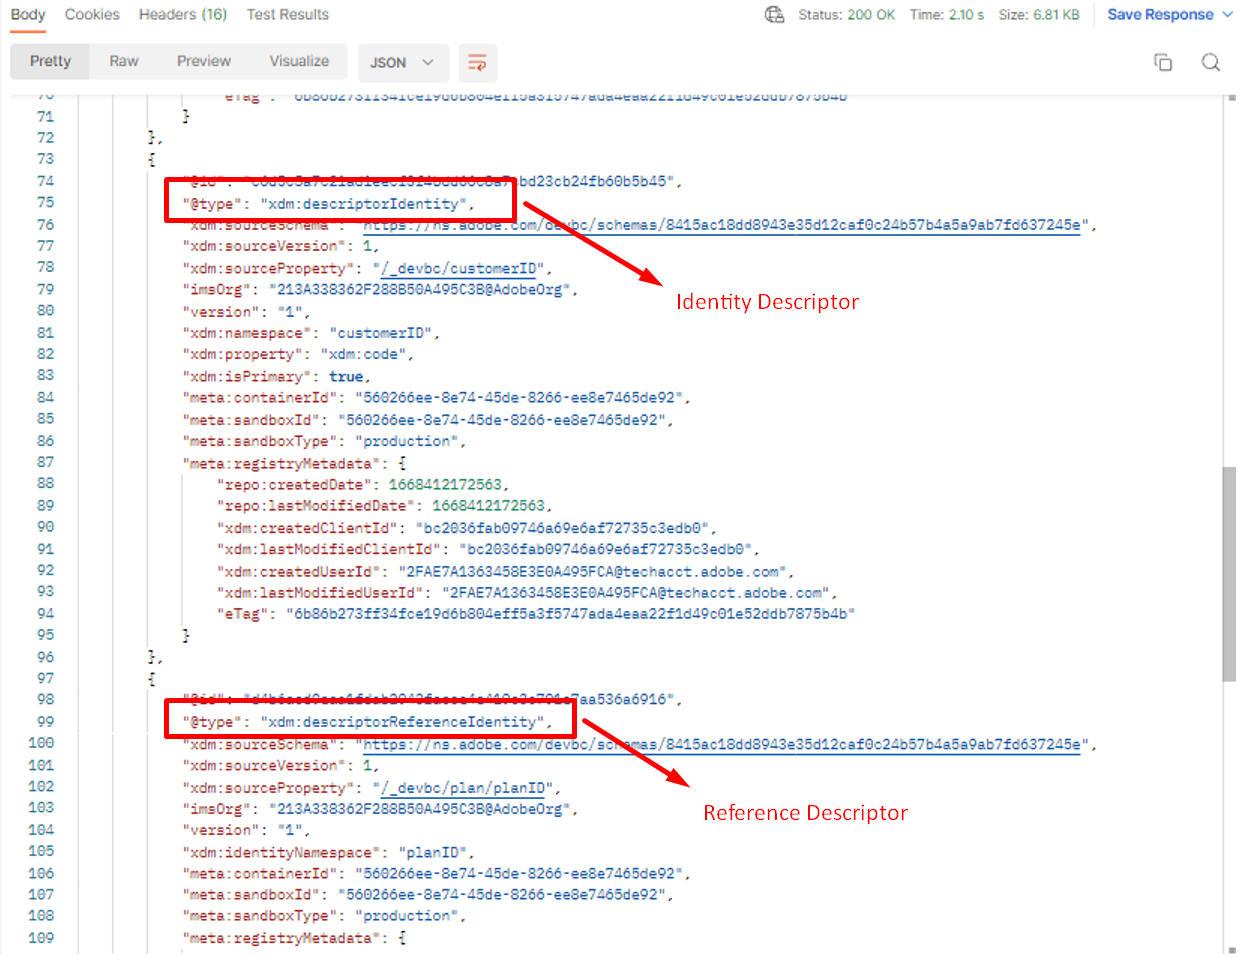 Body Cookies Headers (16) Test Results Status: 200 OK Time: 2.10 s Size: 6.81 KB Save Response
Pretty Raw Preview Visualize JSON
70 "eTag": "6b86b273ff34fce19d6b804eff5a3f5747ada4eaa22f1d49c01e52ddb7875b4b"
71 }
72 },
73 {
74 "@id":
75 "@type": "xdm:descriptorIdentity",
76 "xdm:sourceSchema": "https://ns.adobe.com/devbc/schemas/8415ac18dd8943e35d12caf0c24b57b4a5a9ab7fd637245e",
77 "xdm:sourceVersion": 1,
78 "xdm:sourceProperty": "/_devbc/customerID",
79 "imsOrg": "213A338362F288B50A495C3B@AdobeOrg",
Identity Descriptor
80 "version": "1",
81 "xdm:namespace": "customerID",
82 "xdm:property": "xdm:code",
83 "xdm:isPrimary": true,
84 "meta:containerId": "560266ee-8e74-45de-8266-ee8e7465de92",
85 "meta:sandboxId": "560266ee-8e74-45de-8266-ee8e7465de92",
86 "meta:sandboxType": "production",
87 "meta:registryMetadata": {
88 "repo:createdDate": 1668412172563,
89 "repo:lastModifiedDate": 1668412172563,
90 "xdm:createdClientId": "bc2036fab09746a69e6af72735c3edb0",
91 "xdm:lastModifiedClientId": "bc2036fab09746a69e6af72735c3edb0",
92 "xdm:createdUserId": "2FAE7A1363458E3E0A495FCA@techacct.adobe.com",
93 "xdm:lastModifiedUserId": "2FAE7A1363458E3E0A495FCA@techacct.adobe.com",
94 "eTag": "6b86b273ff34fce19d6b804eff5a3f5747ada4eaa22f1d49c01e52ddb7875b4b"
95 }
96 },
97 {
98 "@id":
99 "@type": "xdm:descriptorReferenceIdentity",
100 "xdm:sourceSchema": "https://ns.adobe.com/devbc/schemas/8415ac18dd8943e35d12caf0c24b57b4a5a9ab7fd637245e",
101 "xdm:sourceVersion": 1,
102 "xdm:sourceProperty": "/_devbc/plan/planID",
103 "imsOrg": "213A338362F288B50A495C3B@AdobeOrg",
Reference Descriptor
104 "version": "1",
105 "xdm:identityNamespace": "planID",
106 "meta:containerId": "560266ee-8e74-45de-8266-ee8e7465de92",
107 "meta:sandboxId": "560266ee-8e74-45de-8266-ee8e7465de92",
108 "meta:sandboxType": "production",
109 "meta:registryMetadata": {